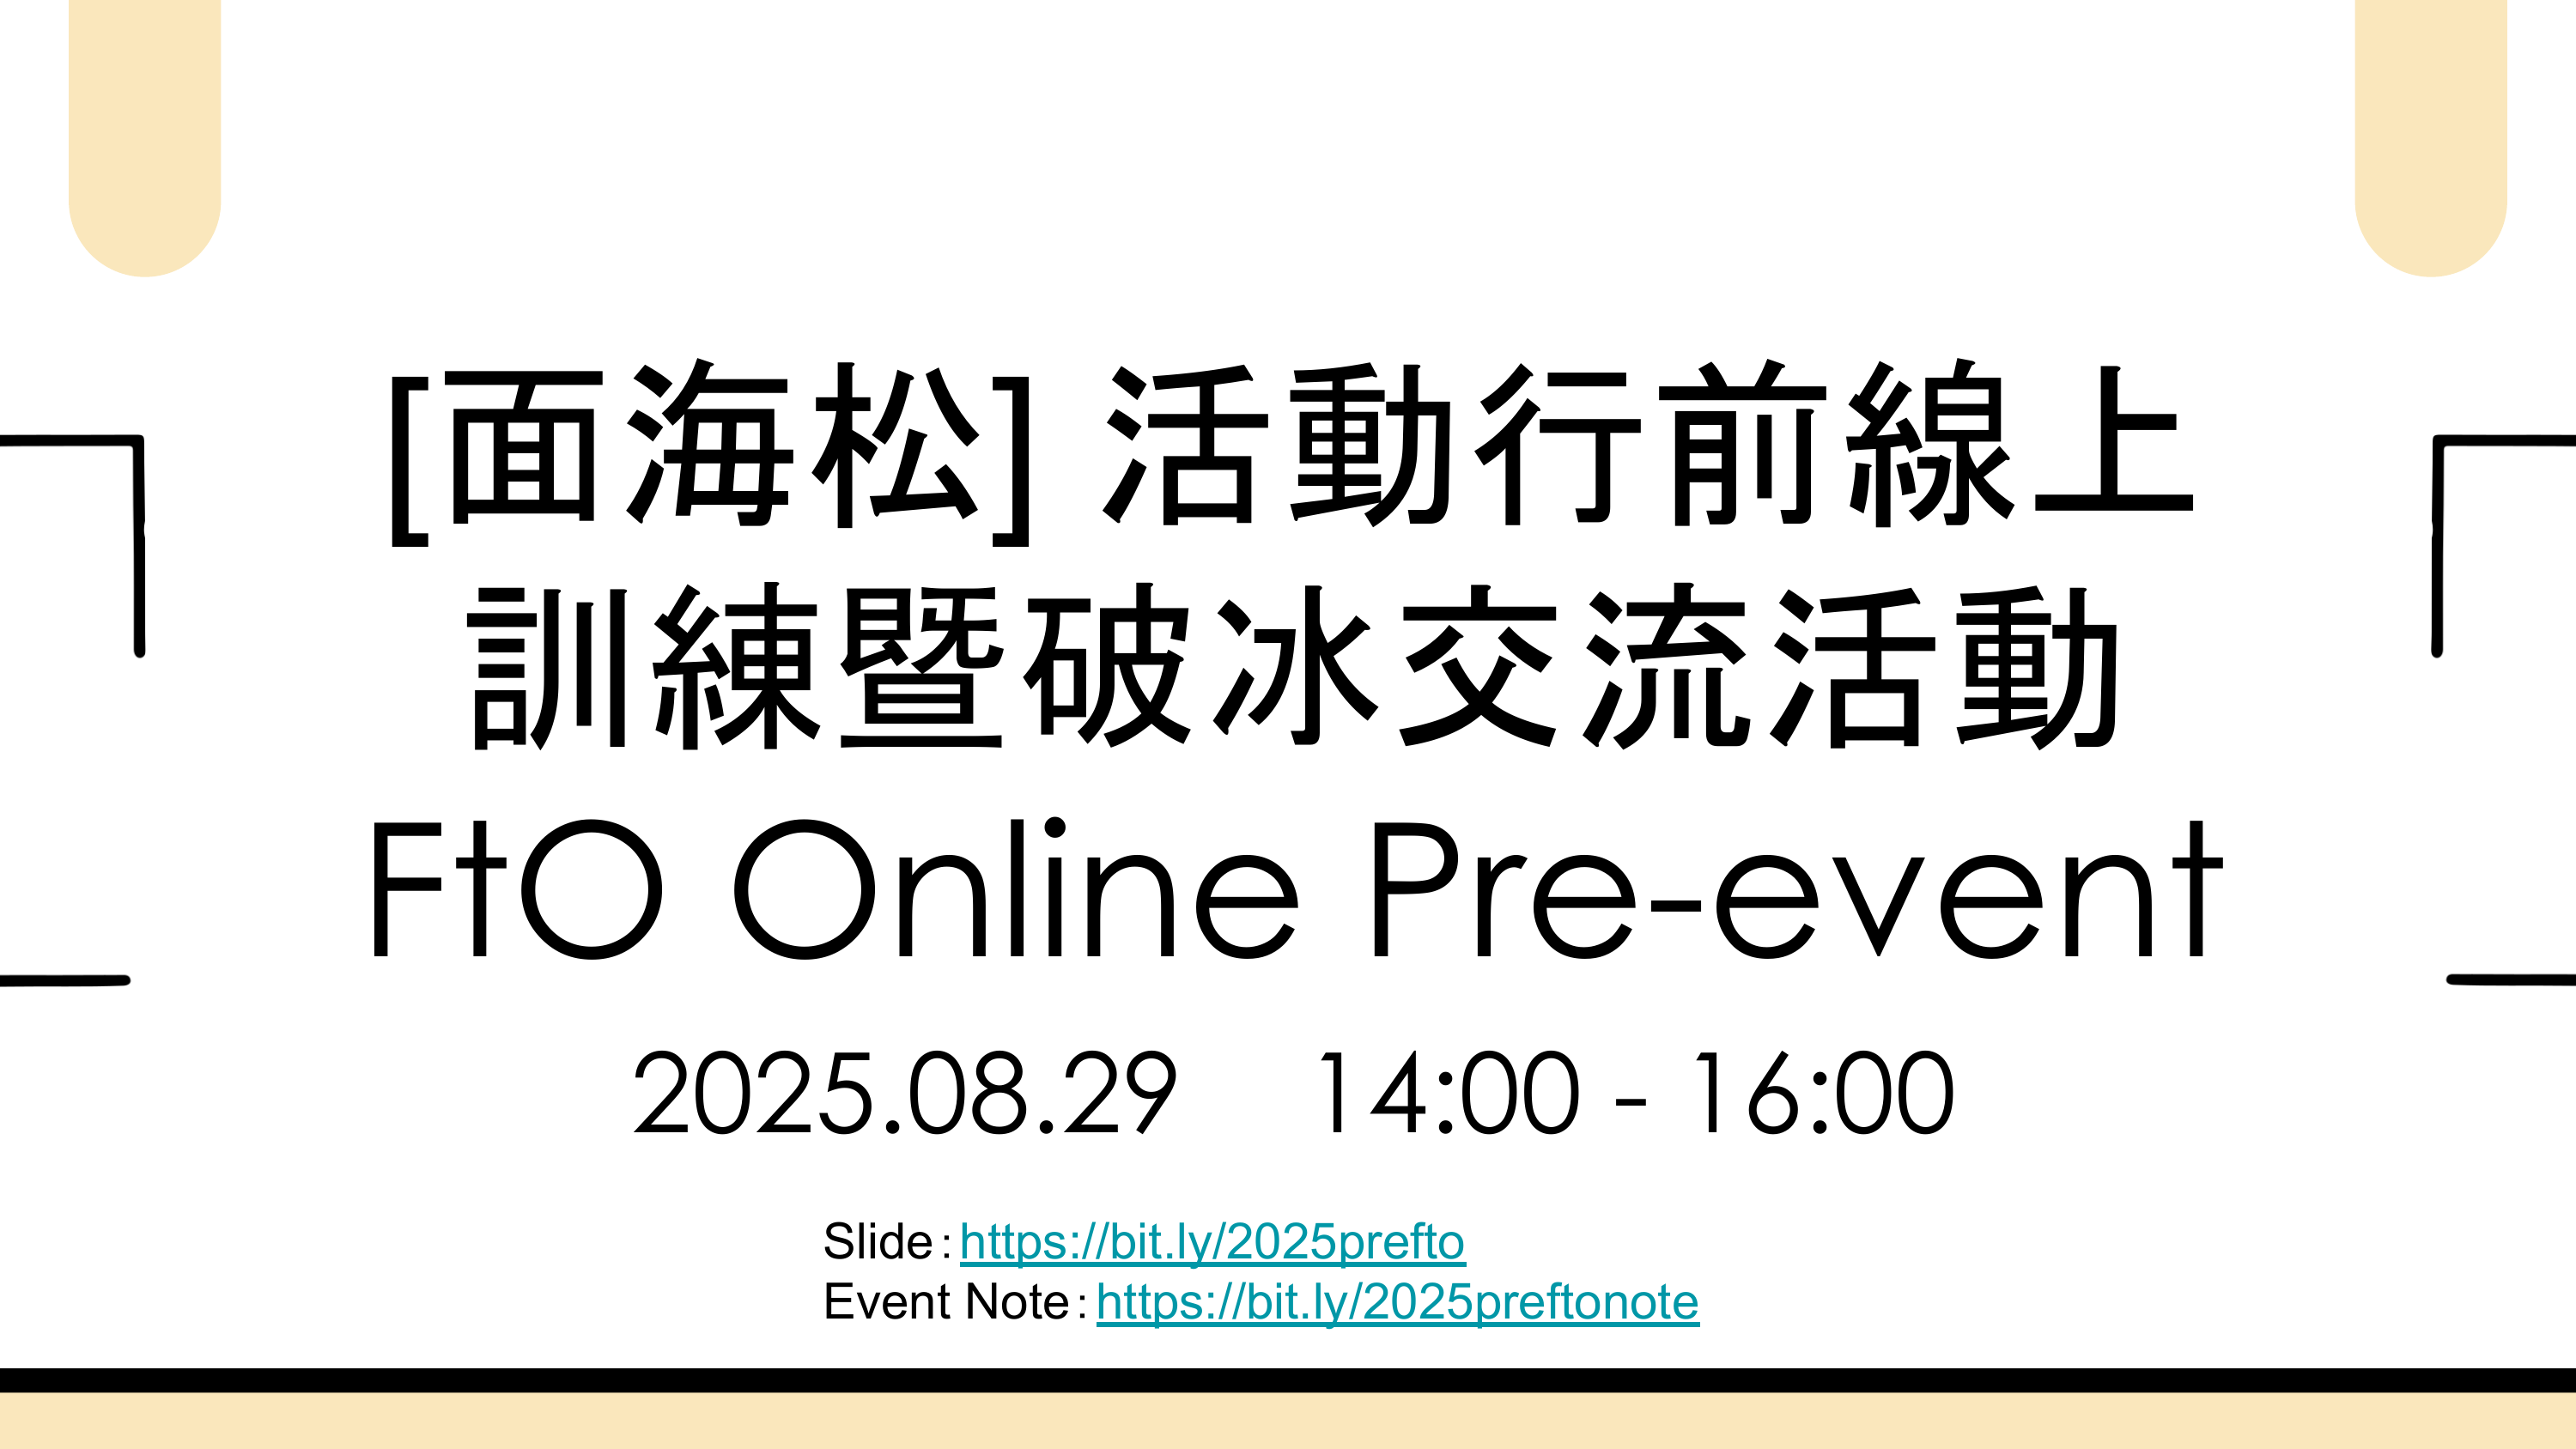 [面海松] 活動行前線上
訓練暨破冰交流活動
FtO Online Pre-event
2025.08.29 14:00 - 16:00
Slide：https://bit.ly/2025prefto
Event Note：https://bit.ly/2025preftonote